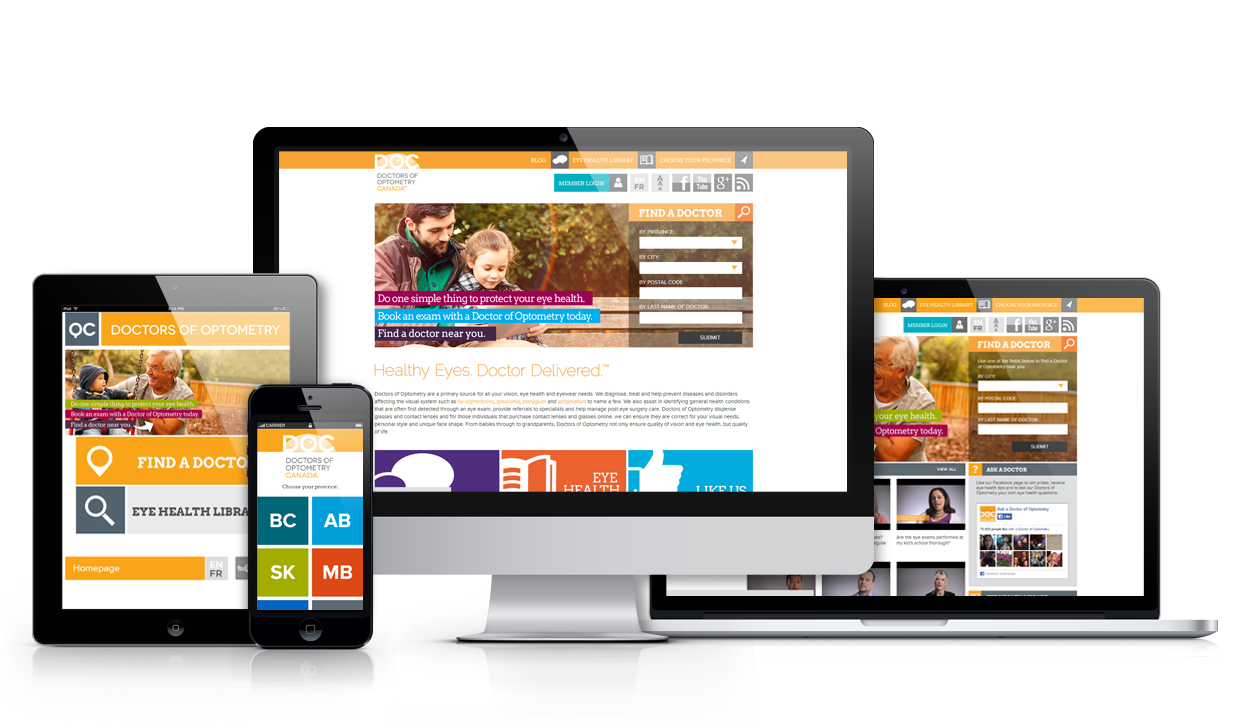 DOC
DOCTORS OF
OPTOMETRY
CANADA
BLOG
EYE HEALTH LIBRARY
CHOOSE YOUR PROVINCE
MEMBER LOGIN
EN
FR
A
A
A
f
You
Tube
g+
FIND A DOCTOR
BY PROVINCE:
BY CITY:
BY POSTAL CODE
BY LAST NAME OF DOCTOR:
SUBMIT
Do one simple thing to protect your eye health.
Book an exam with a Doctor of Optometry today.
Find a doctor near you.
Healthy Eyes. Doctor Delivered.™
Doctors of Optometry are a primary source for all your vision, eye health and eyewear needs. We diagnose, treat and help prevent diseases and disorders
affecting the visual system such as far-sightedness, glaucoma, pterygium and astigmatism to name a few. We also assist in identifying general health conditions
that are often first detected through an eye exam, provide referrals to specialists and help manage post eye surgery care. Doctors of Optometry dispense
glasses and contact lenses and for those individuals that purchase contact lenses and glasses online, we can ensure they are correct for your visual needs,
personal style and unique face shape. From babies through to grandparents, Doctors of Optometry not only ensure quality of vision and eye health, but quality
of life.
EYE
HEALTH
LIKE US
iPad
PM
DOCTORS OF OPTOMETRY
Do one simple thing to protect your eye health.
Book an exam with a Doctor of Optometry today.
Find a doctor near you.
FIND A DOCTO
EYE HEALTH LIBRA
Homepage
EN
FR
You
CARRIER
DOC
DOCTORS OF
OPTOMETRY
CANADA
Choose your province:
BC
AB
SK
MB
BLOG
EYE HEALTH LIBRARY
CHOOSE YOUR PROVINCE
MEMBER LOGIN
EN
FR
A
A
A
f
You
Tube
g+
FIND A DOCTOR
Use one of the fields below to find a Doctor
of Optometry near you
BY CITY:
BY POSTAL CODE
BY LAST NAME OF DOCTOR:
SUBMIT
otect your eye health.
Optometry today.
VIEW ALL
?
ASK A DOCTOR
Like our Facebook page to win prizes, receive
eye health tips and to ask our Doctors of
Optometry your own eye health questions.
DOC
Ask a Doctor of Optometry
Like
Are the eye exams performed at
my kid's school thorough?